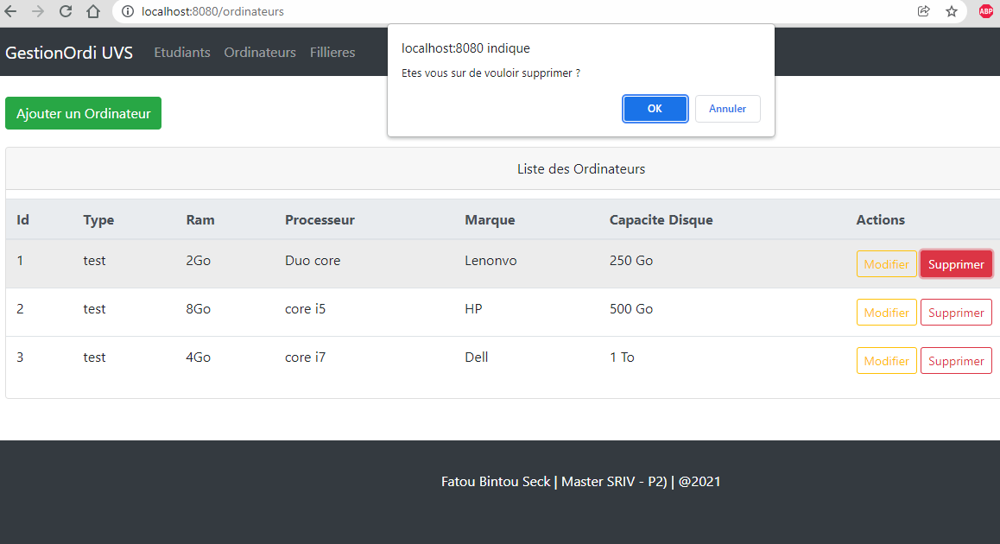 localhost:8080/ordinateurs
ABP
localhost:8080 indique
Etes vous sur de vouloir supprimer ?
OK Annuler
GestionOrdi UVS Etudiants Ordinateurs Fillieres
Ajouter un Ordinateur
Liste des Ordinateurs
Id Type Ram Processeur Marque Capacite Disque Actions
1 test 2Go Duo core Lenonvo 250 Go Modifier Supprimer
2 test 8Go core i5 HP 500 Go Modifier Supprimer
3 test 4Go core i7 Dell 1 To Modifier Supprimer
Fatou Bintou Seck | Master SRIV - P2) | @2021